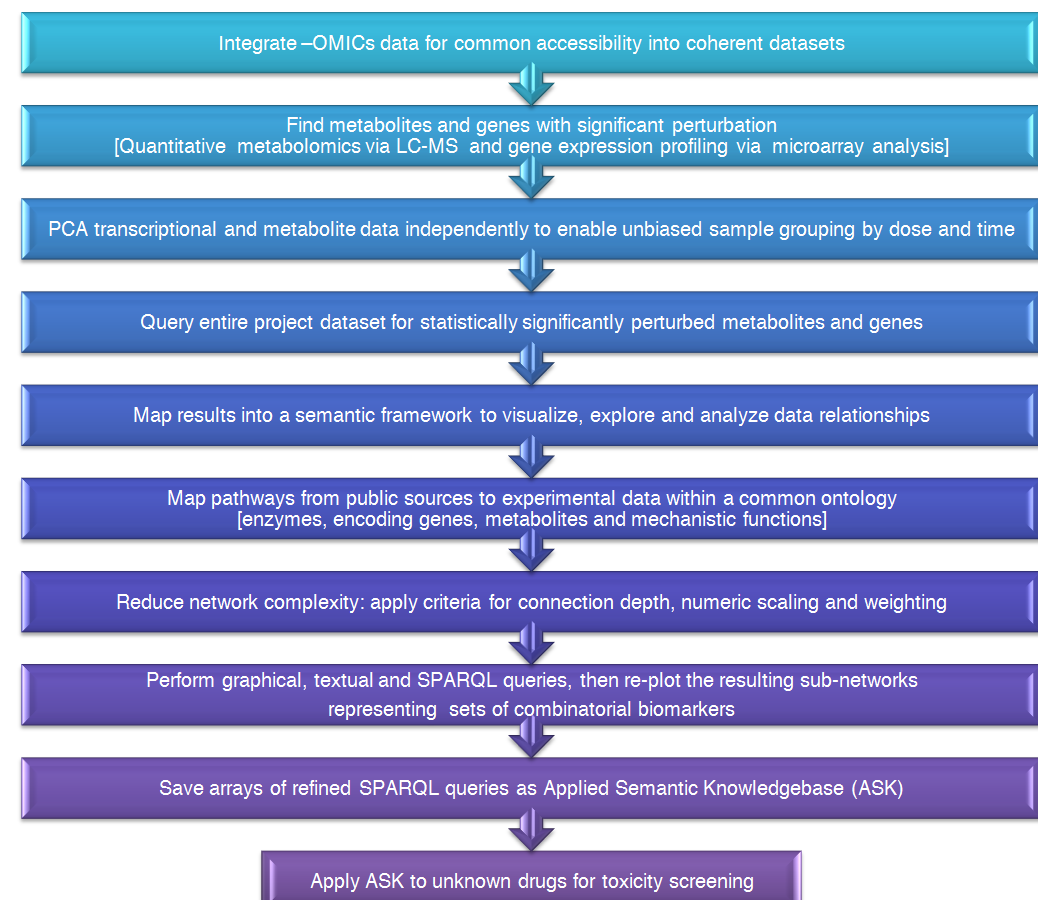 Integrate –OMICs data for common accessibility into coherent datasets
Find metabolites and genes with significant perturbation
[Quantitative metabolomics via LC-MS and gene expression profiling via microarray analysis]
PCA transcriptional and metabolite data independently to enable unbiased sample grouping by dose and time
Query entire project dataset for statistically significantly perturbed metabolites and genes
Map results into a semantic framework to visualize, explore and analyze data relationships
Map pathways from public sources to experimental data within a common ontology
[enzymes, encoding genes, metabolites and mechanistic functions]
Reduce network complexity: apply criteria for connection depth, numeric scaling and weighting
Perform graphical, textual and SPARQL queries, then re-plot the resulting sub-networks
representing sets of combinatorial biomarkers
Save arrays of refined SPARQL queries as Applied Semantic Knowledgebase (ASK)
Apply ASK to unknown drugs for toxicity screening